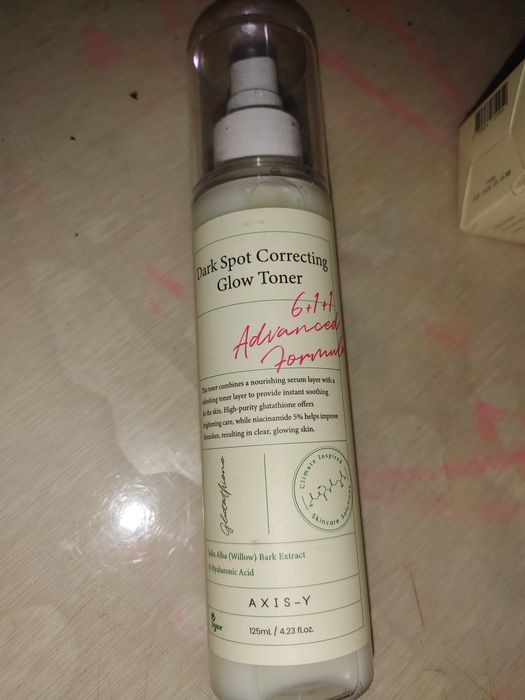 Dark Spot Correcting
Glow Toner
6+1+1
Advanced
Formula
This toner combines a nourishing serum layer with a
refreshing toner layer to provide instant soothing
for the skin. High-purity glutathione offers
brightening care, while niacinamide 5% helps improve
blemishes, resulting in clear, glowing skin.
Glutathione
Climate Inspired
Skincare Solutions
Salix Alba (Willow) Bark Extract
Hyaluronic Acid
AXIS-Y
125mL / 4.23 fl.oz.